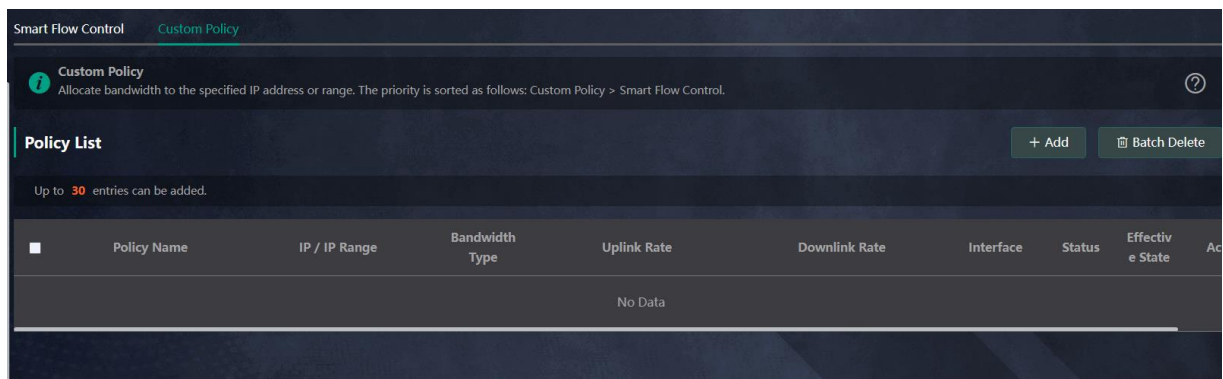 Smart Flow Control Custom Policy
Custom Policy
Allocate bandwidth to the specified IP address or range. The priority is sorted as follows: Custom Policy > Smart Flow Control.
Policy List + Add Batch Delete
Up to 30 entries can be added.
Policy Name IP / IP Range Bandwidth Type Uplink Rate Downlink Rate Interface Status Effectiv e State Ac
No Data